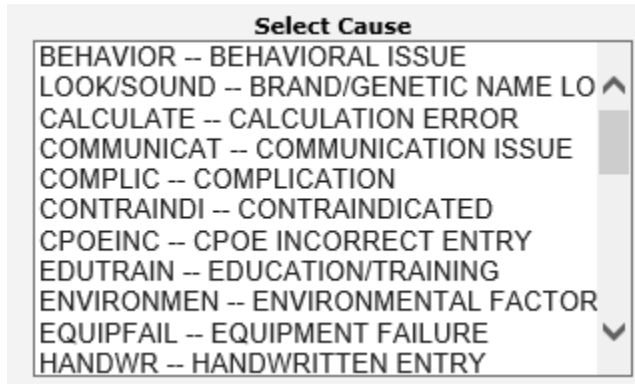 Select Cause
BEHAVIOR -- BEHAVIORAL ISSUE
LOOK/SOUND -- BRAND/GENETIC NAME LO
CALCULATE -- CALCULATION ERROR
COMMUNICAT -- COMMUNICATION ISSUE
COMPLIC -- COMPLICATION
CONTRAINDI -- CONTRAINDICATED
CPOEINC -- CPOE INCORRECT ENTRY
EDUTRAIN -- EDUCATION/TRAINING
ENVIRONMEN -- ENVIRONMENTAL FACTOR
EQUIPFAIL -- EQUIPMENT FAILURE
HANDWR -- HANDWRITTEN ENTRY